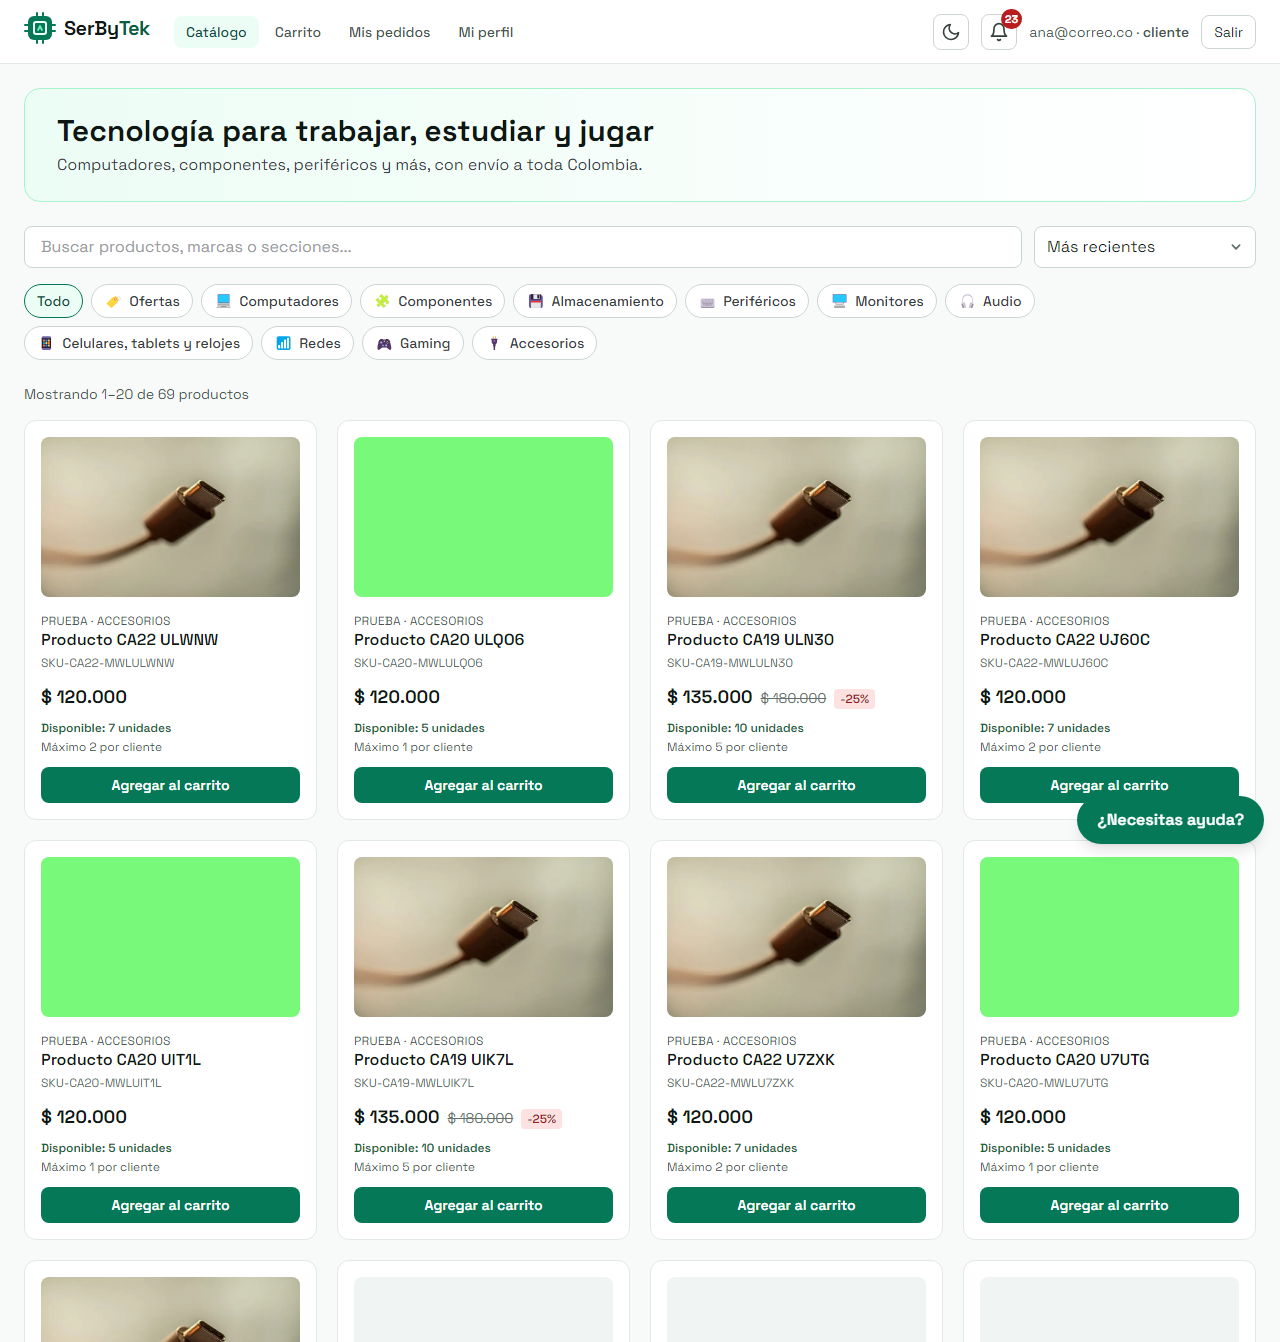 SerByTek
Catálogo
Carrito
Mis pedidos
Mi perfil
23
ana@correo.co · cliente
Salir
Tecnología para trabajar, estudiar y jugar
Computadores, componentes, periféricos y más, con envío a toda Colombia.
Buscar productos, marcas o secciones...
Más recientes
Todo
Ofertas
Computadores
Componentes
Almacenamiento
Periféricos
Monitores
Audio
Celulares, tablets y relojes
Redes
Gaming
Accesorios
Mostrando 1–20 de 69 productos
PRUEBA · ACCESORIOS
Producto CA22 ULWNW
SKU-CA22-MWLULWNW
$ 120.000
Disponible: 7 unidades
Máximo 2 por cliente
Agregar al carrito
PRUEBA · ACCESORIOS
Producto CA20 ULQO6
SKU-CA20-MWLULQO6
$ 120.000
Disponible: 5 unidades
Máximo 1 por cliente
Agregar al carrito
PRUEBA · ACCESORIOS
Producto CA19 ULN3O
SKU-CA19-MWLULN3O
$ 135.000 $ 180.000 -25%
Disponible: 10 unidades
Máximo 5 por cliente
Agregar al carrito
PRUEBA · ACCESORIOS
Producto CA22 UJ6OC
SKU-CA22-MWLUJ6OC
$ 120.000
Disponible: 7 unidades
Máximo 2 por cliente
Agregar al carrito
¿Necesitas ayuda?
PRUEBA · ACCESORIOS
Producto CA20 UIT1L
SKU-CA20-MWLUIT1L
$ 120.000
Disponible: 5 unidades
Máximo 1 por cliente
Agregar al carrito
PRUEBA · ACCESORIOS
Producto CA19 UIK7L
SKU-CA19-MWLUIK7L
$ 135.000 $ 180.000 -25%
Disponible: 10 unidades
Máximo 5 por cliente
Agregar al carrito
PRUEBA · ACCESORIOS
Producto CA22 U7ZXK
SKU-CA22-MWLU7ZXK
$ 120.000
Disponible: 7 unidades
Máximo 2 por cliente
Agregar al carrito
PRUEBA · ACCESORIOS
Producto CA20 U7UTG
SKU-CA20-MWLU7UTG
$ 120.000
Disponible: 5 unidades
Máximo 1 por cliente
Agregar al carrito